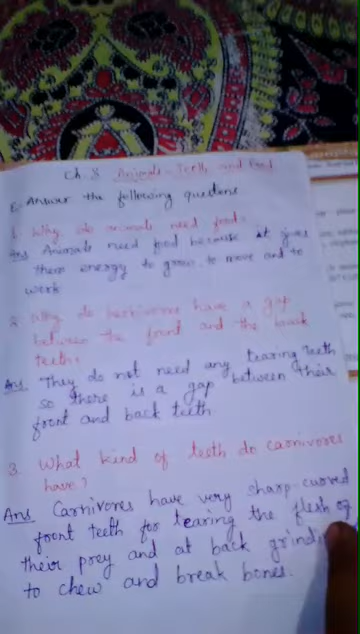 Ch. 8 Animals - Teeth and Food
E. Answer the following questions
1. Why do animals need food.
Ans Animals need food because it gives
them energy to grow, to move and to
work
2. Why do herbivores have a gap
between the front and the back
teeth.
Ans. They do not need any tearing teeth
so there is a gap between their
front and back teeth
3. What kind of teeth do carnivores
have?
Ans Carnivores have very sharp-curved
front teeth for tearing the flesh of
their prey and at back
to chew and break bones.